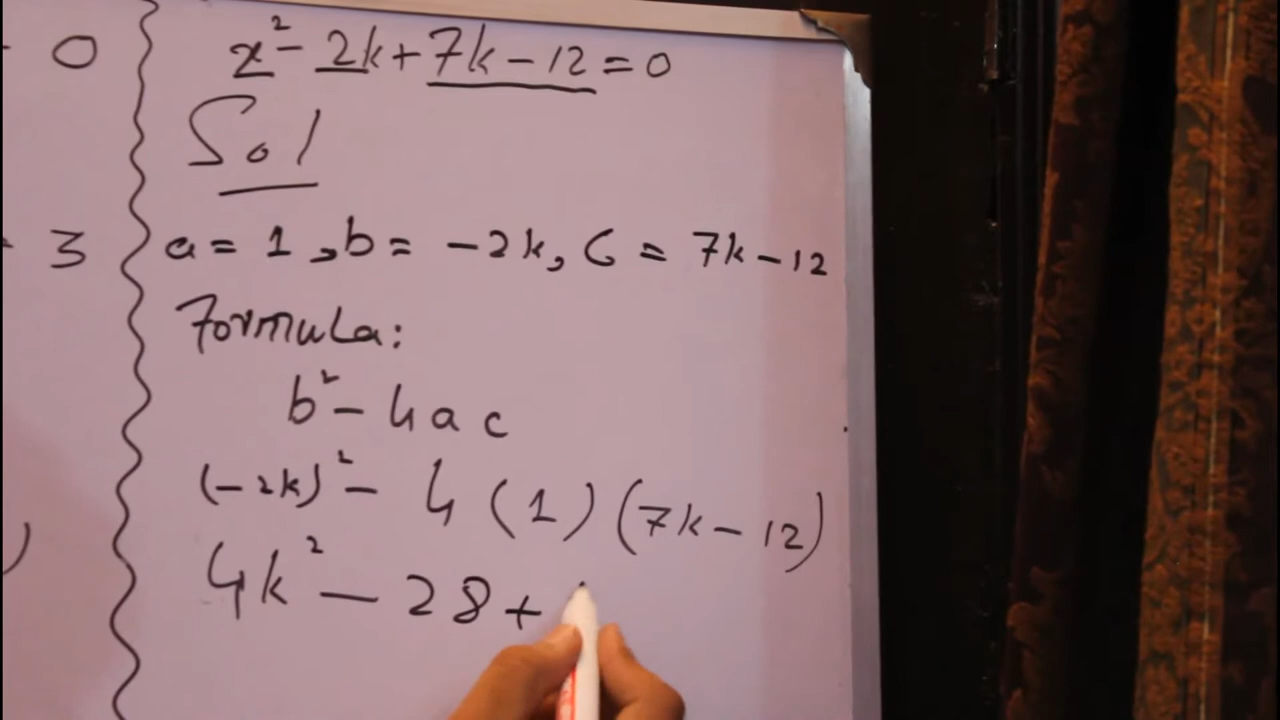 0
3
)
x² - 2k + 7k - 12 = 0
Sol
a = 1, b = -2k, C = 7k - 12
Formula:
b² - 4ac
(-2k)² - 4(1)(7k - 12)
4k² - 28 +